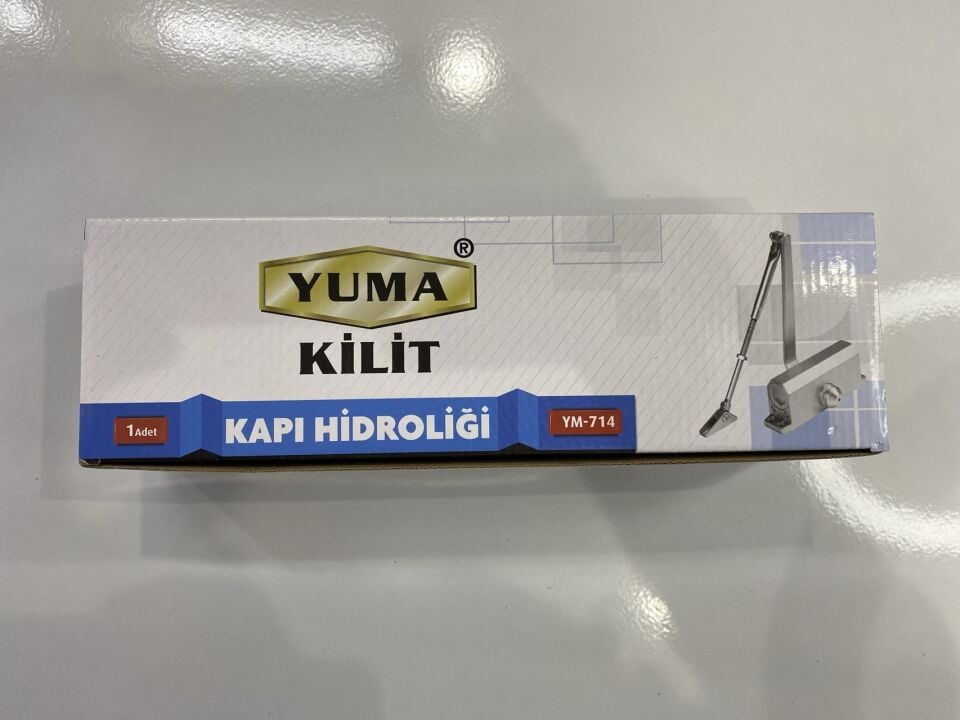 YUMA ®
KİLİT
1 Adet
KAPI HİDROLİĞİ
YM-714